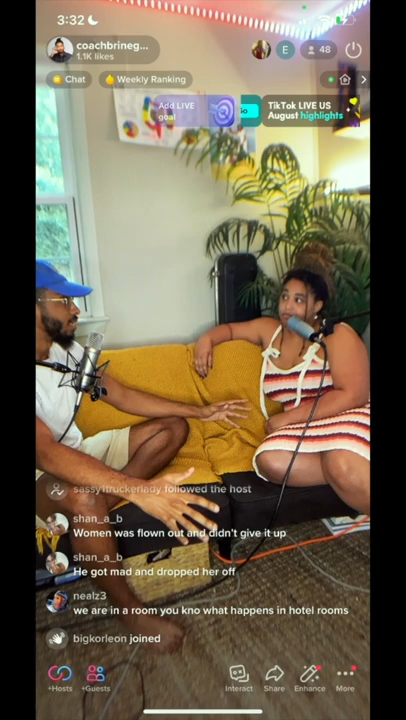 3:32
coachbrineg...
1.1K likes
E
48
Chat
Weekly Ranking
Add LIVE
goal
Go
TikTok LIVE US
August highlights
sassy1truckerlady followed the host
shan_a_b
Women was flown out and didn't give it up
shan_a_b
He got mad and dropped her off
nealz3
we are in a room you kno what happens in hotel rooms
bigkorleon joined
+Hosts
+Guests
Interact
Share
Enhance
More